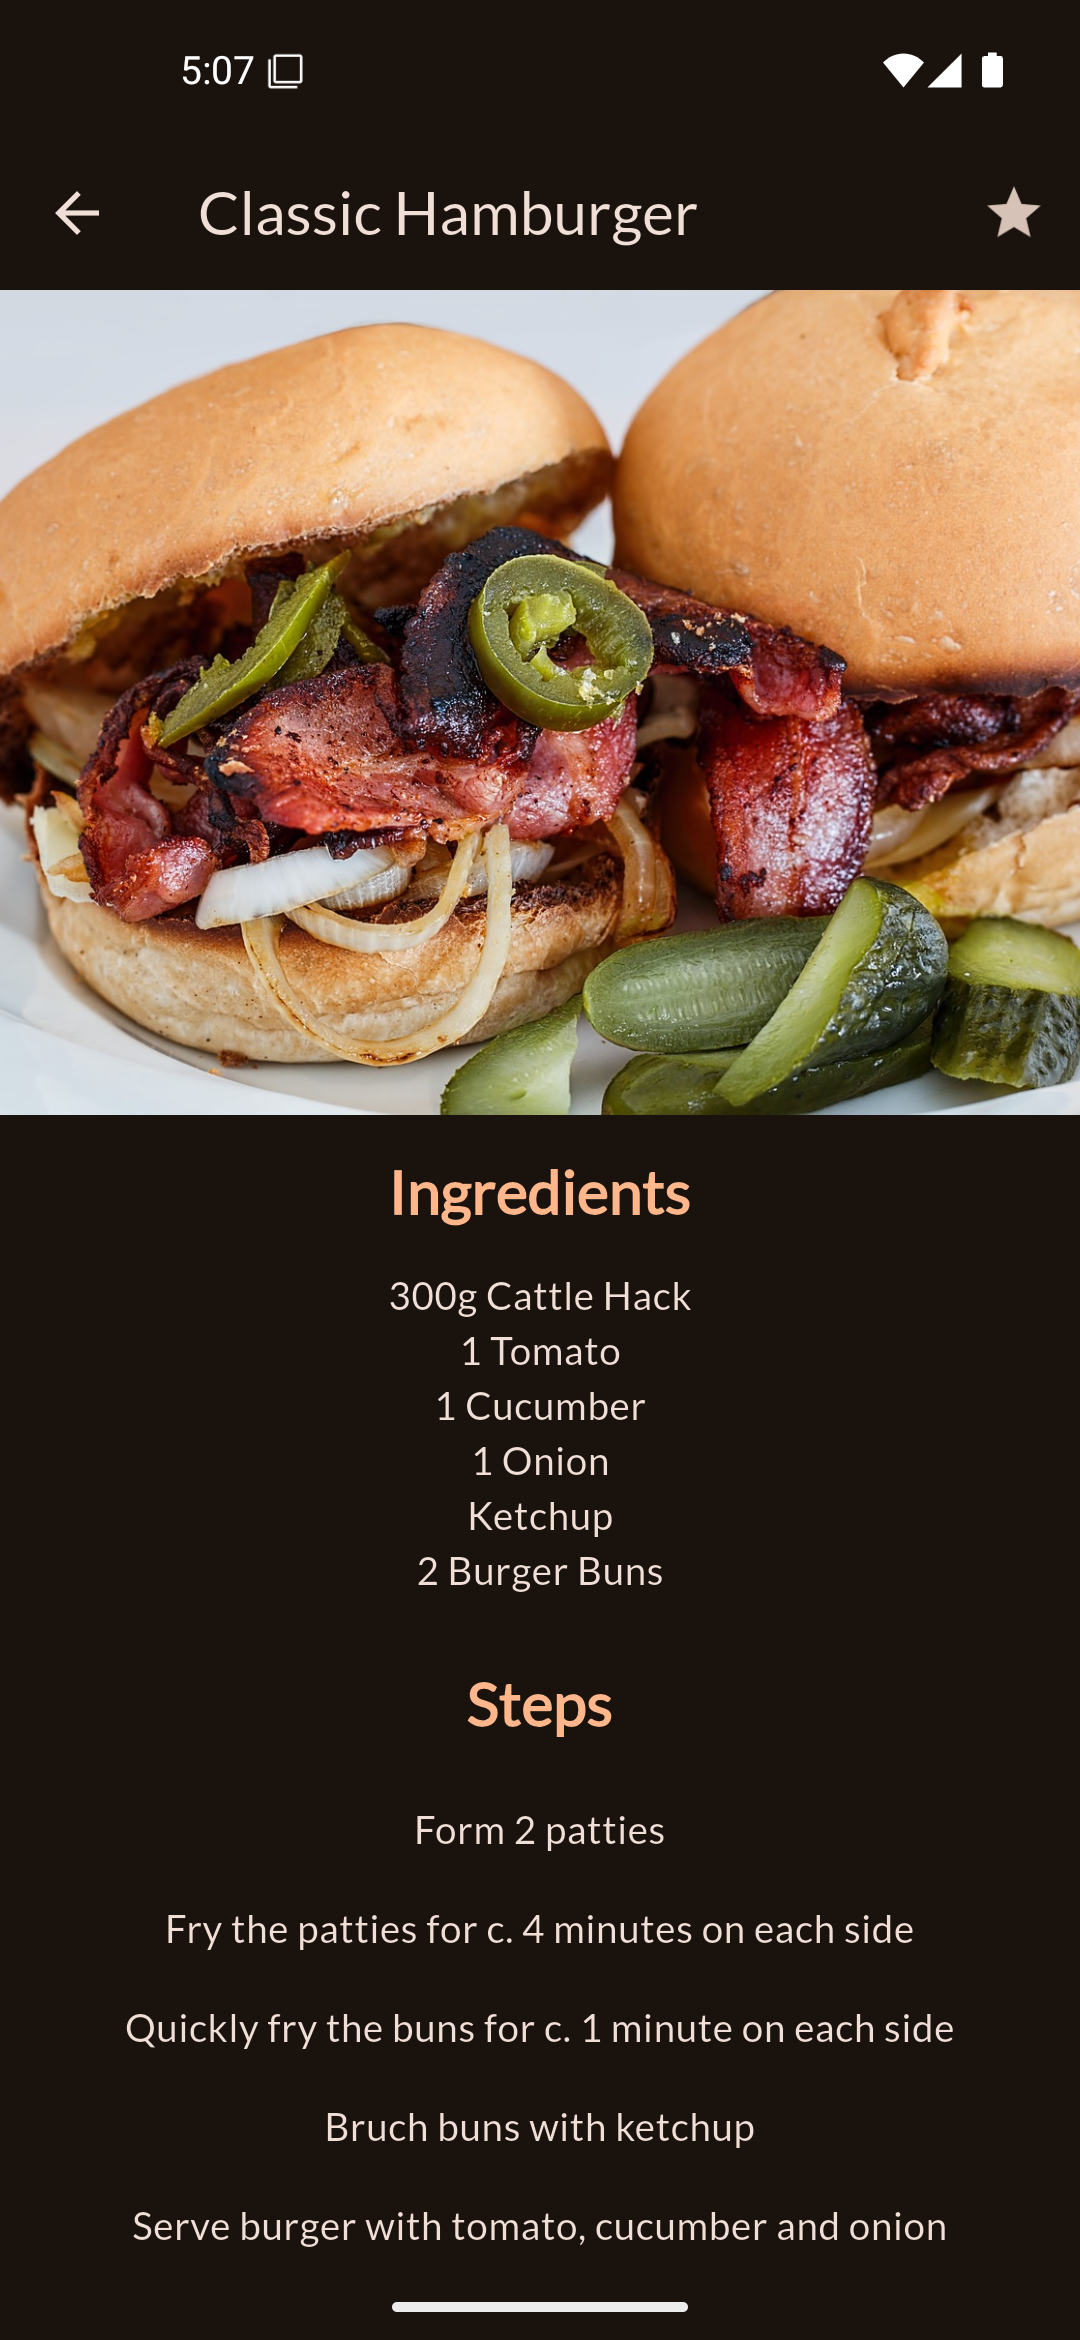 5:07
Classic Hamburger
Ingredients
300g Cattle Hack
1 Tomato
1 Cucumber
1 Onion
Ketchup
2 Burger Buns
Steps
Form 2 patties
Fry the patties for c. 4 minutes on each side
Quickly fry the buns for c. 1 minute on each side
Bruch buns with ketchup
Serve burger with tomato, cucumber and onion